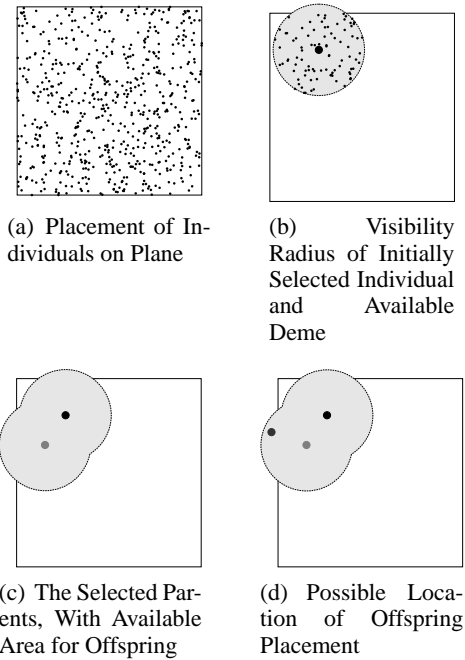 (a) Placement of In-
dividuals on Plane
(b) Visibility
Radius of Initially
Selected Individual
and Available
Deme
(c) The Selected Par-
ents, With Available
Area for Offspring
(d) Possible Loca-
tion of Offspring
Placement